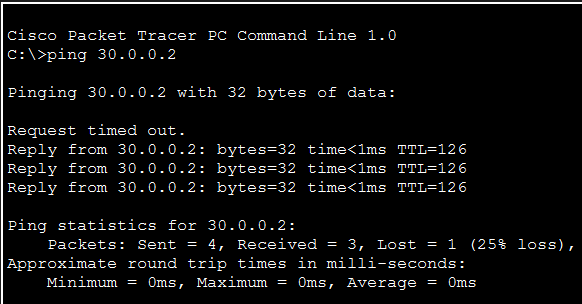 Cisco Packet Tracer PC Command Line 1.0
C:\>ping 30.0.0.2
Pinging 30.0.0.2 with 32 bytes of data:
Request timed out.
Reply from 30.0.0.2: bytes=32 time<1ms TTL=126
Reply from 30.0.0.2: bytes=32 time<1ms TTL=126
Reply from 30.0.0.2: bytes=32 time<1ms TTL=126
Ping statistics for 30.0.0.2:
Packets: Sent = 4, Received = 3, Lost = 1 (25% loss),
Approximate round trip times in milli-seconds:
Minimum = 0ms, Maximum = 0ms, Average = 0ms